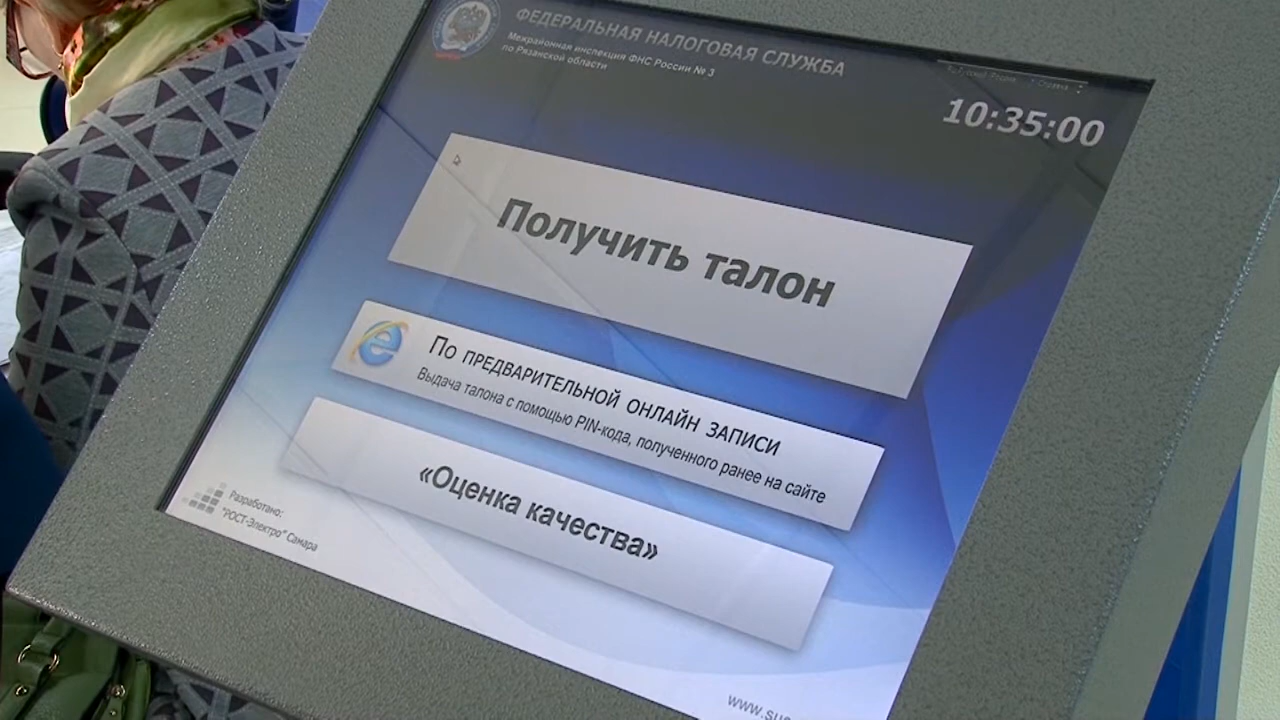 ФЕДЕРАЛЬНАЯ НАЛОГОВАЯ СЛУЖБА
Межрайонная инспекция ФНС России № 3
по Рязанской области
10:35:00
Получить талон
По предварительной онлайн записи
Выдача талона с помощью PIN-кода, полученного ранее на сайте
«Оценка качества»
Разработано:
"РОСТ-Электро" Самара